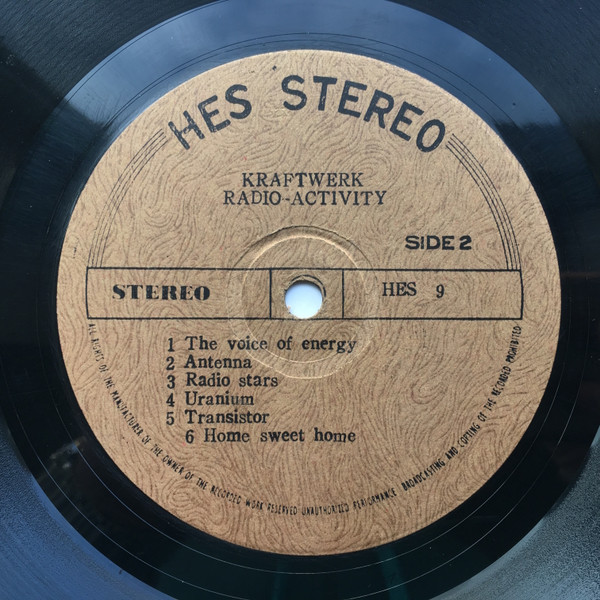 HES STEREO
KRAFTWERK
RADIO-ACTIVITY
SIDE 2
STEREO
HES 9
1 The voice of energy
2 Antenna
3 Radio stars
4 Uranium
5 Transistor
6 Home sweet home
ALL RIGHTS OF THE MANUFACTURER OF THE OWNER OF THE RECORDED WORK RESERVED UNAUTHORIZED PERFORMANCE BROADCASTING AND COPYING OF THE RECORDED PROHIBITED